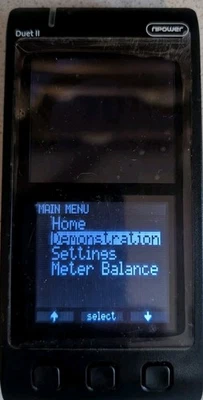 Duet II npower
MAIN MENU
Home
Demonstration
Settings
Meter Balance
select